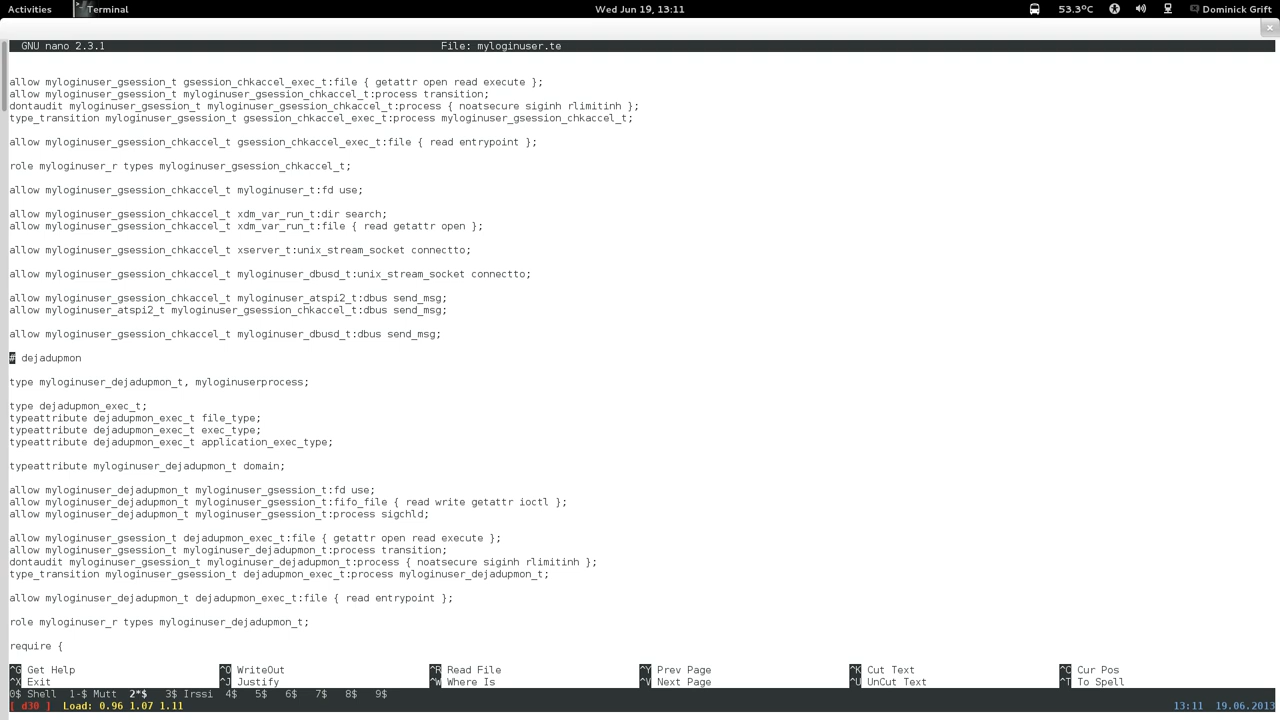 Activities Terminal Wed Jun 19, 13:11 53.3°C Dominick Grift
GNU nano 2.3.1 File: myloginuser.te
allow myloginuser_gsession_t gsession_chkaccel_exec_t:file { getattr open read execute };
allow myloginuser_gsession_t myloginuser_gsession_chkaccel_t:process transition;
dontaudit myloginuser_gsession_t myloginuser_gsession_chkaccel_t:process { noatsecure siginh rlimitinh };
type_transition myloginuser_gsession_t gsession_chkaccel_exec_t:process myloginuser_gsession_chkaccel_t;
allow myloginuser_gsession_chkaccel_t gsession_chkaccel_exec_t:file { read entrypoint };
role myloginuser_r types myloginuser_gsession_chkaccel_t;
allow myloginuser_gsession_chkaccel_t myloginuser_t:fd use;
allow myloginuser_gsession_chkaccel_t xdm_var_run_t:dir search;
allow myloginuser_gsession_chkaccel_t xdm_var_run_t:file { read getattr open };
allow myloginuser_gsession_chkaccel_t xserver_t:unix_stream_socket connectto;
allow myloginuser_gsession_chkaccel_t myloginuser_dbusd_t:unix_stream_socket connectto;
allow myloginuser_gsession_chkaccel_t myloginuser_atspi2_t:dbus send_msg;
allow myloginuser_atspi2_t myloginuser_gsession_chkaccel_t:dbus send_msg;
allow myloginuser_gsession_chkaccel_t myloginuser_dbusd_t:dbus send_msg;
# dejadupmon
type myloginuser_dejadupmon_t, myloginuserprocess;
type dejadupmon_exec_t;
typeattribute dejadupmon_exec_t file_type;
typeattribute dejadupmon_exec_t exec_type;
typeattribute dejadupmon_exec_t application_exec_type;
typeattribute myloginuser_dejadupmon_t domain;
allow myloginuser_dejadupmon_t myloginuser_gsession_t:fd use;
allow myloginuser_dejadupmon_t myloginuser_gsession_t:fifo_file { read write getattr ioctl };
allow myloginuser_dejadupmon_t myloginuser_gsession_t:process sigchld;
allow myloginuser_gsession_t dejadupmon_exec_t:file { getattr open read execute };
allow myloginuser_gsession_t myloginuser_dejadupmon_t:process transition;
dontaudit myloginuser_gsession_t myloginuser_dejadupmon_t:process { noatsecure siginh rlimitinh };
type_transition myloginuser_gsession_t dejadupmon_exec_t:process myloginuser_dejadupmon_t;
allow myloginuser_dejadupmon_t dejadupmon_exec_t:file { read entrypoint };
role myloginuser_r types myloginuser_dejadupmon_t;
require {
^G Get Help ^O WriteOut ^R Read File ^Y Prev Page ^K Cut Text ^C Cur Pos
^X Exit ^J Justify ^W Where Is ^V Next Page ^U UnCut Text ^T To Spell
0$ Shell 1-$ Mutt 2*$ 3$ Irssi 4$ 5$ 6$ 7$ 8$ 9$
[ d30 ] Load: 0.96 1.07 1.11 13:11 19.06.2013